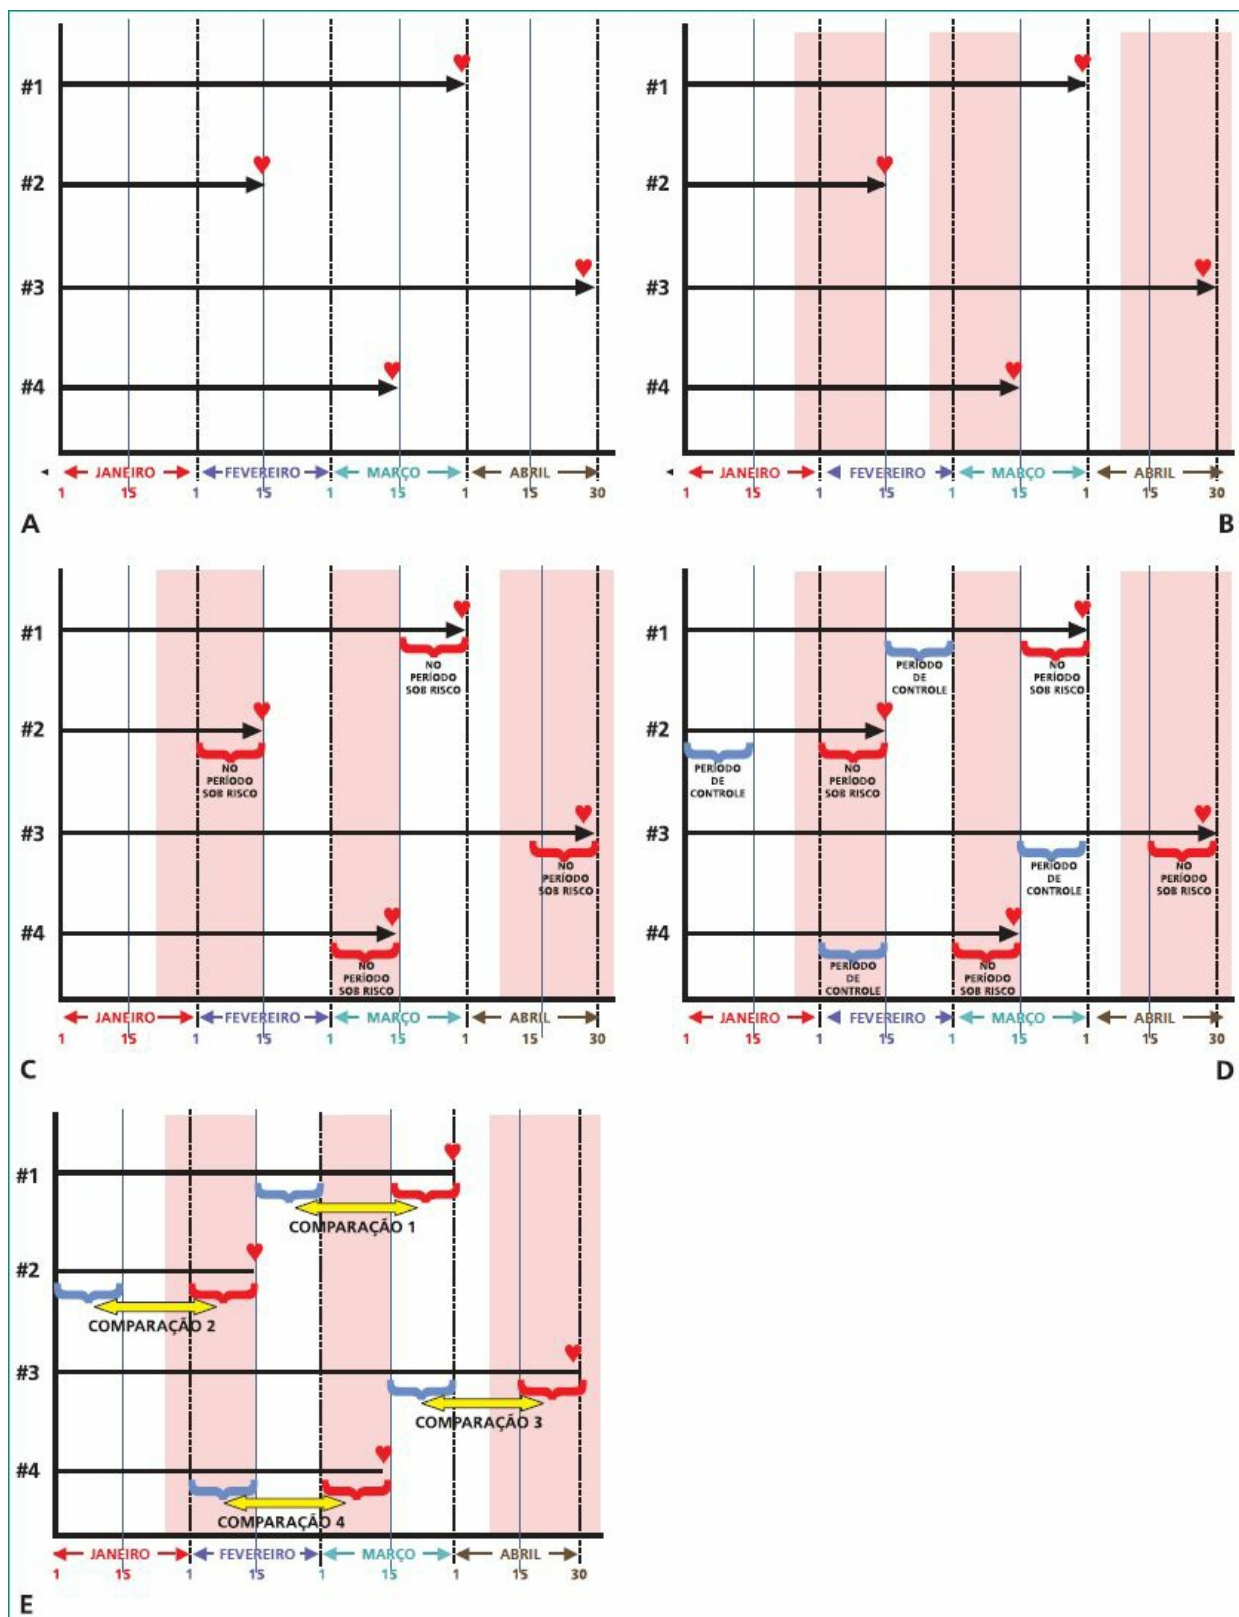 #1
#2
#3
#4
JANEIRO FEVEREIRO MARÇO ABRIL
1 15 1 15 1 15 1 15 30
A
#1
#2
#3
#4
JANEIRO FEVEREIRO MARÇO ABRIL
1 15 1 15 1 15 1 15 30
B
#1
NO
PERÍODO
SOB RISCO
#2
NO
PERÍODO
SOB RISCO
#3
NO
PERÍODO
SOB RISCO
#4
NO
PERÍODO
SOB RISCO
JANEIRO FEVEREIRO MARÇO ABRIL
1 15 1 15 1 15 1 15 30
C
#1
PERÍODO
DE
CONTROLE
NO
PERÍODO
SOB RISCO
#2
PERÍODO
DE
CONTROLE
NO
PERÍODO
SOB RISCO
#3
PERÍODO
DE
CONTROLE
NO
PERÍODO
SOB RISCO
#4
PERÍODO
DE
CONTROLE
NO
PERÍODO
SOB RISCO
JANEIRO FEVEREIRO MARÇO ABRIL
1 15 1 15 1 15 1 15 30
D
#1
COMPARAÇÃO 1
#2
COMPARAÇÃO 2
#3
COMPARAÇÃO 3
#4
COMPARAÇÃO 4
JANEIRO FEVEREIRO MARÇO ABRIL
1 15 1 15 1 15 1 15 30
E